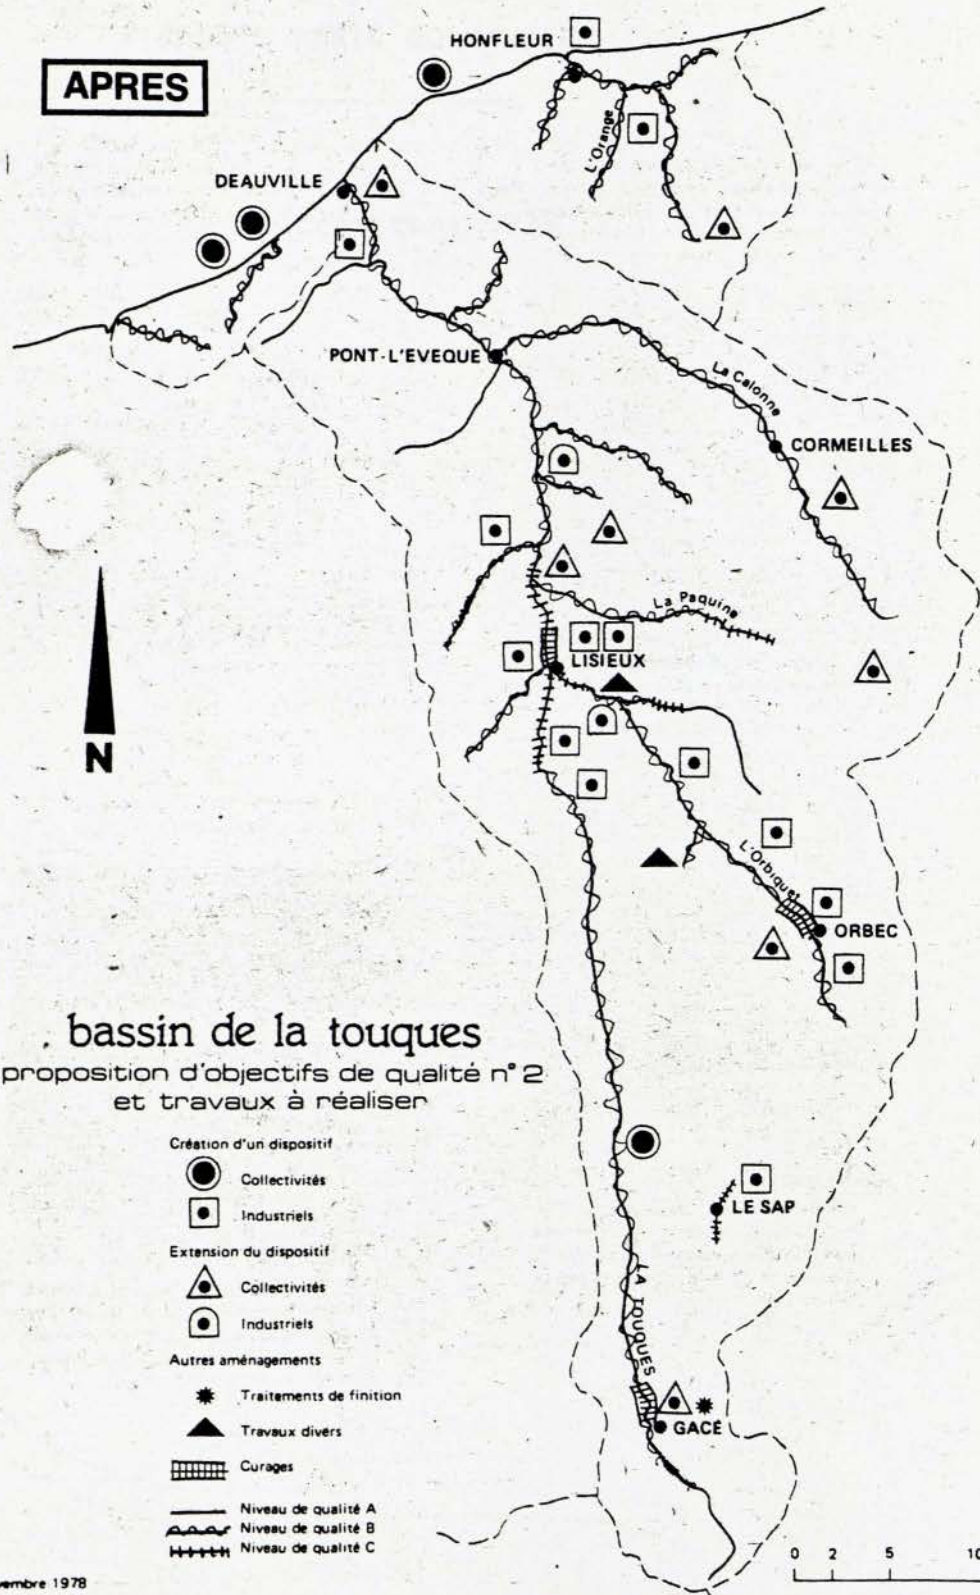 APRES
HONFLEUR
L'Orange
DEAUVILLE
PONT-L'EVEQUE
La Calonne
CORMEILLES
La Paquine
LISIEUX
L'Orbiquet
ORBEC
N
bassin de la touques
proposition d'objectifs de qualité n°2
et travaux à réaliser
Création d'un dispositif
Collectivités
Industriels
Extension du dispositif
Collectivités
Industriels
Autres aménagements
Traitements de finition
Travaux divers
Curages
Niveau de qualité A
Niveau de qualité B
Niveau de qualité C
LE SAP
LA TOUQUES
GACÉ
0 2 5 10
1978